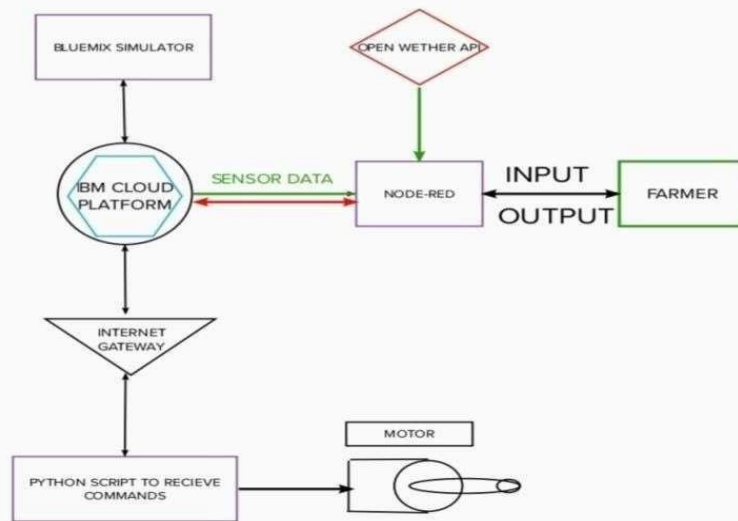 BLUEMIX SIMULATOR
OPEN WETHER API
IBM CLOUD
PLATFORM
SENSOR DATA
NODE-RED
INPUT
OUTPUT
FARMER
INTERNET
GATEWAY
MOTOR
PYTHON SCRIPT TO RECIEVE
COMMANDS